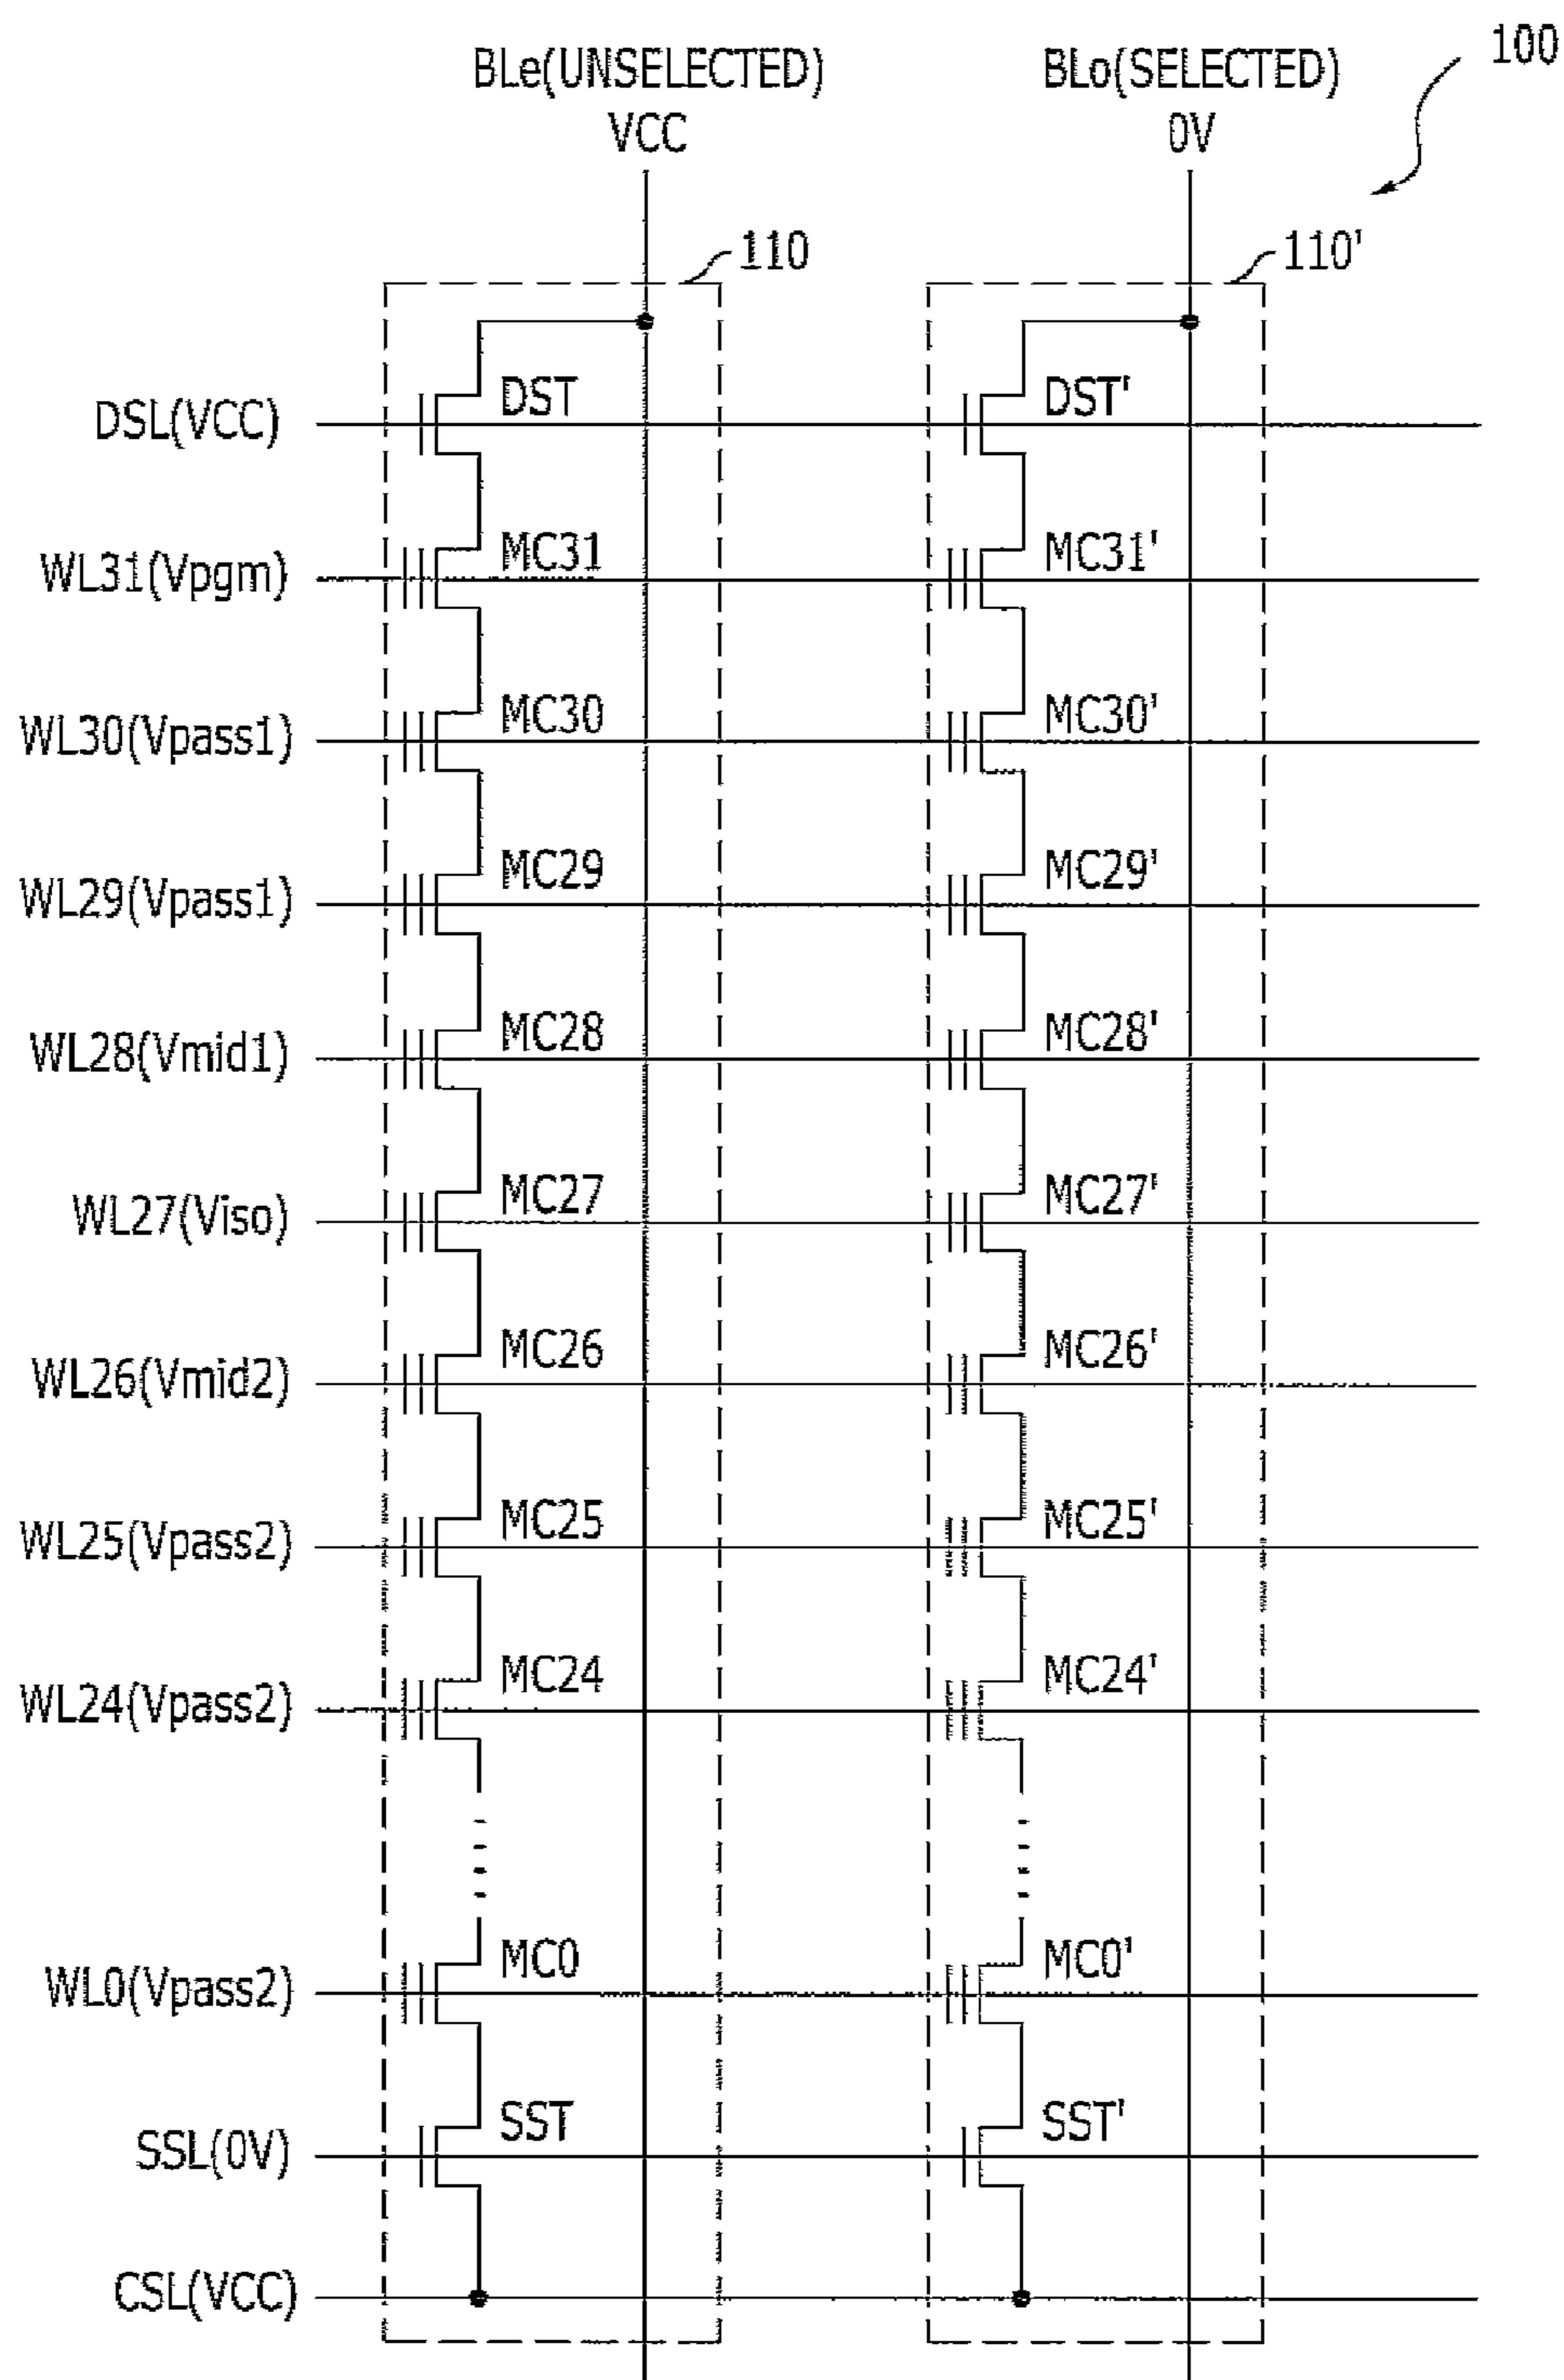 100
BLe(UNSELECTED) BLo(SELECTED)
VCC 0V
110 110'
DSL(VCC) DST DST'
WL31(Vpgm) MC31 MC31'
WL30(Vpass1) MC30 MC30'
WL29(Vpass1) MC29 MC29'
WL28(Vmid1) MC28 MC28'
WL27(Viso) MC27 MC27'
WL26(Vmid2) MC26 MC26'
WL25(Vpass2) MC25 MC25'
WL24(Vpass2) MC24 MC24'
WL0(Vpass2) MC0 MC0'
SSL(0V) SST SST'
CSL(VCC)